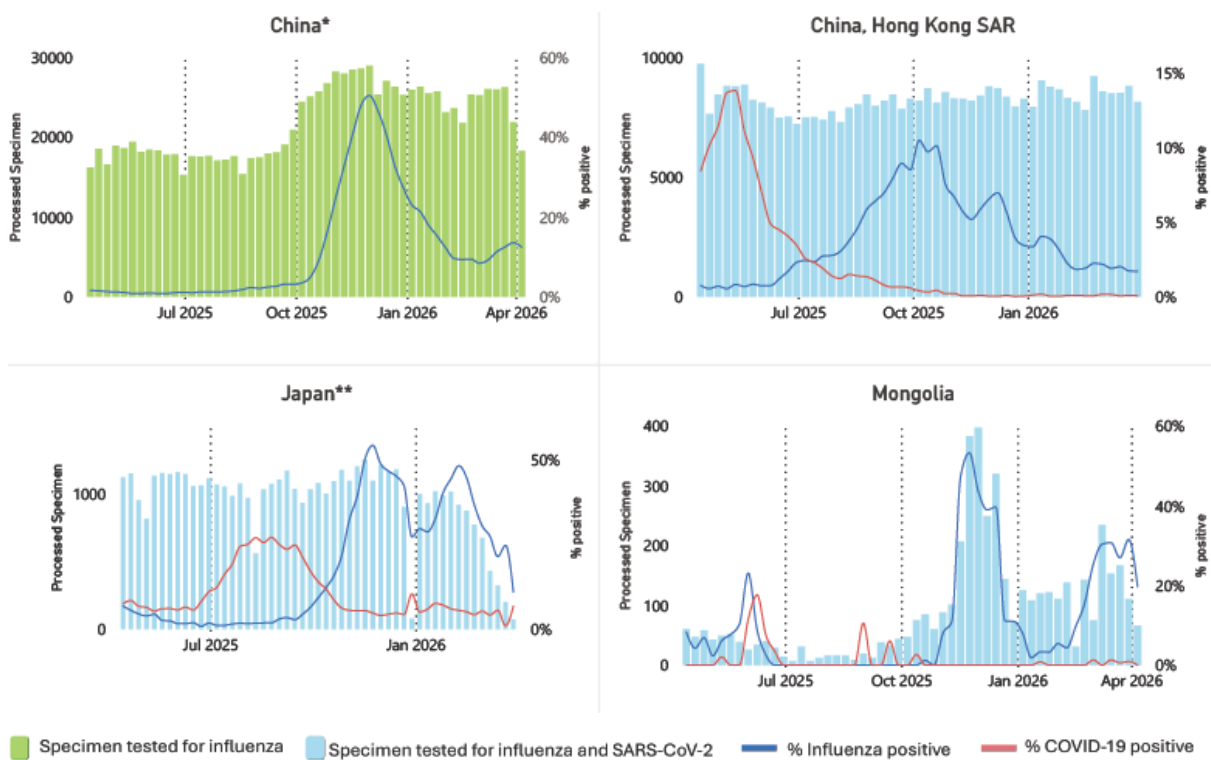 China*
30000
20000
10000
0
Processed Specimen
60%
40%
20%
0%
% positive
Jul 2025
Oct 2025
Jan 2026
Apr 2026
China, Hong Kong SAR
10000
5000
0
Processed Specimen
15%
10%
5%
0%
% positive
Jul 2025
Oct 2025
Jan 2026
Japan**
1000
0
Processed Specimen
50%
0%
% positive
Jul 2025
Jan 2026
Mongolia
400
300
200
100
0
Processed Specimen
60%
40%
20%
0%
% positive
Jul 2025
Oct 2025
Jan 2026
Apr 2026
Specimen tested for influenza
Specimen tested for influenza and SARS-CoV-2
% Influenza positive
% COVID-19 positive